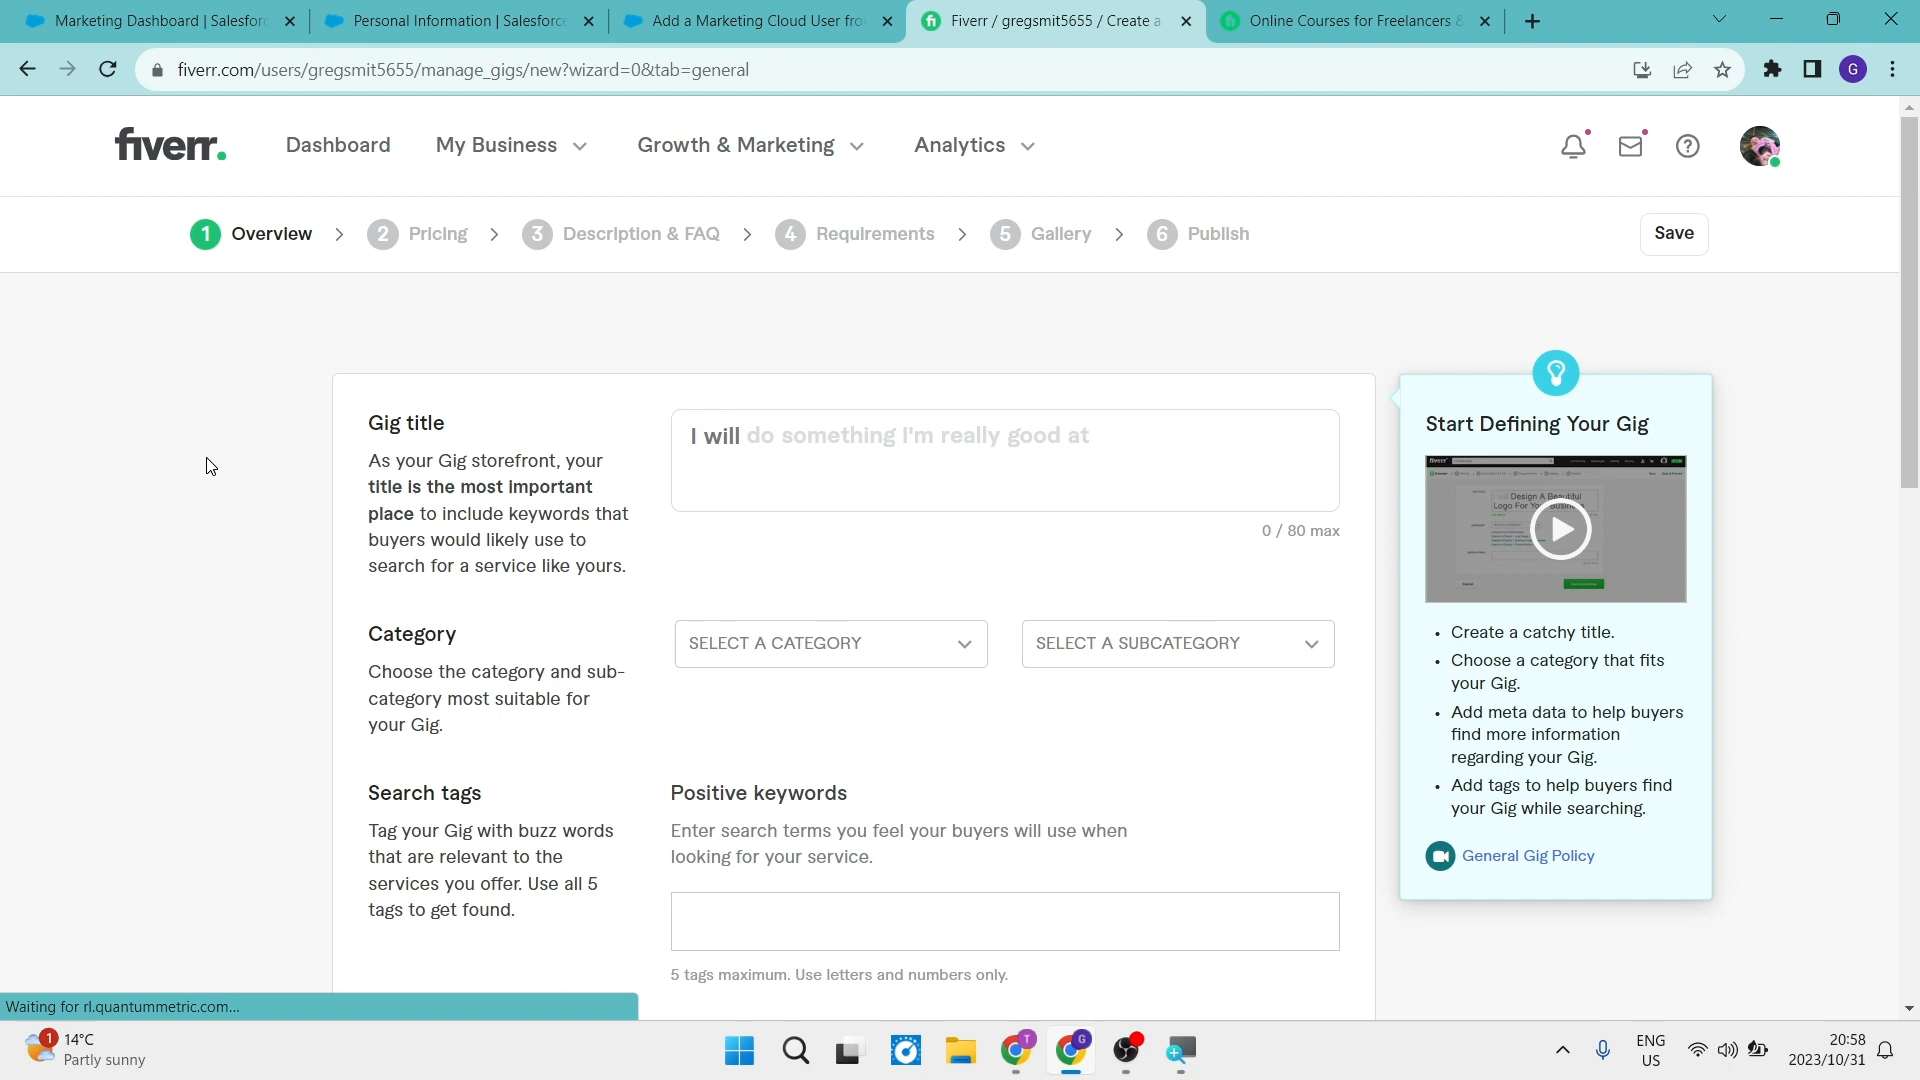 Marketing Dashboard | Salesforc
Personal Information | Salesforce
Add a Marketing Cloud User fro
Fiverr / gregsmit5655 / Create a
Online Courses for Freelancers &
fiverr.com/users/gregsmit5655/manage_gigs/new?wizard=0&tab=general
G
fiverr.
Dashboard
My Business
Growth & Marketing
Analytics
1 Overview
2 Pricing
3 Description & FAQ
4 Requirements
5 Gallery
6 Publish
Save
Gig title
As your Gig storefront, your
title is the most important
place to include keywords that
buyers would likely use to
search for a service like yours.
I will do something I'm really good at
0 / 80 max
Category
Choose the category and sub-
category most suitable for
your Gig.
SELECT A CATEGORY
SELECT A SUBCATEGORY
Search tags
Tag your Gig with buzz words
that are relevant to the
services you offer. Use all 5
tags to get found.
Positive keywords
Enter search terms you feel your buyers will use when
looking for your service.
5 tags maximum. Use letters and numbers only.
Start Defining Your Gig
Design A Beautiful
Logo For Your Business
• Create a catchy title.
• Choose a category that fits
your Gig.
• Add meta data to help buyers
find more information
regarding your Gig.
• Add tags to help buyers find
your Gig while searching.
General Gig Policy
Waiting for rl.quantummetric.com...
1
14°C
Partly sunny
T
G
ENG
US
20:58
2023/10/31